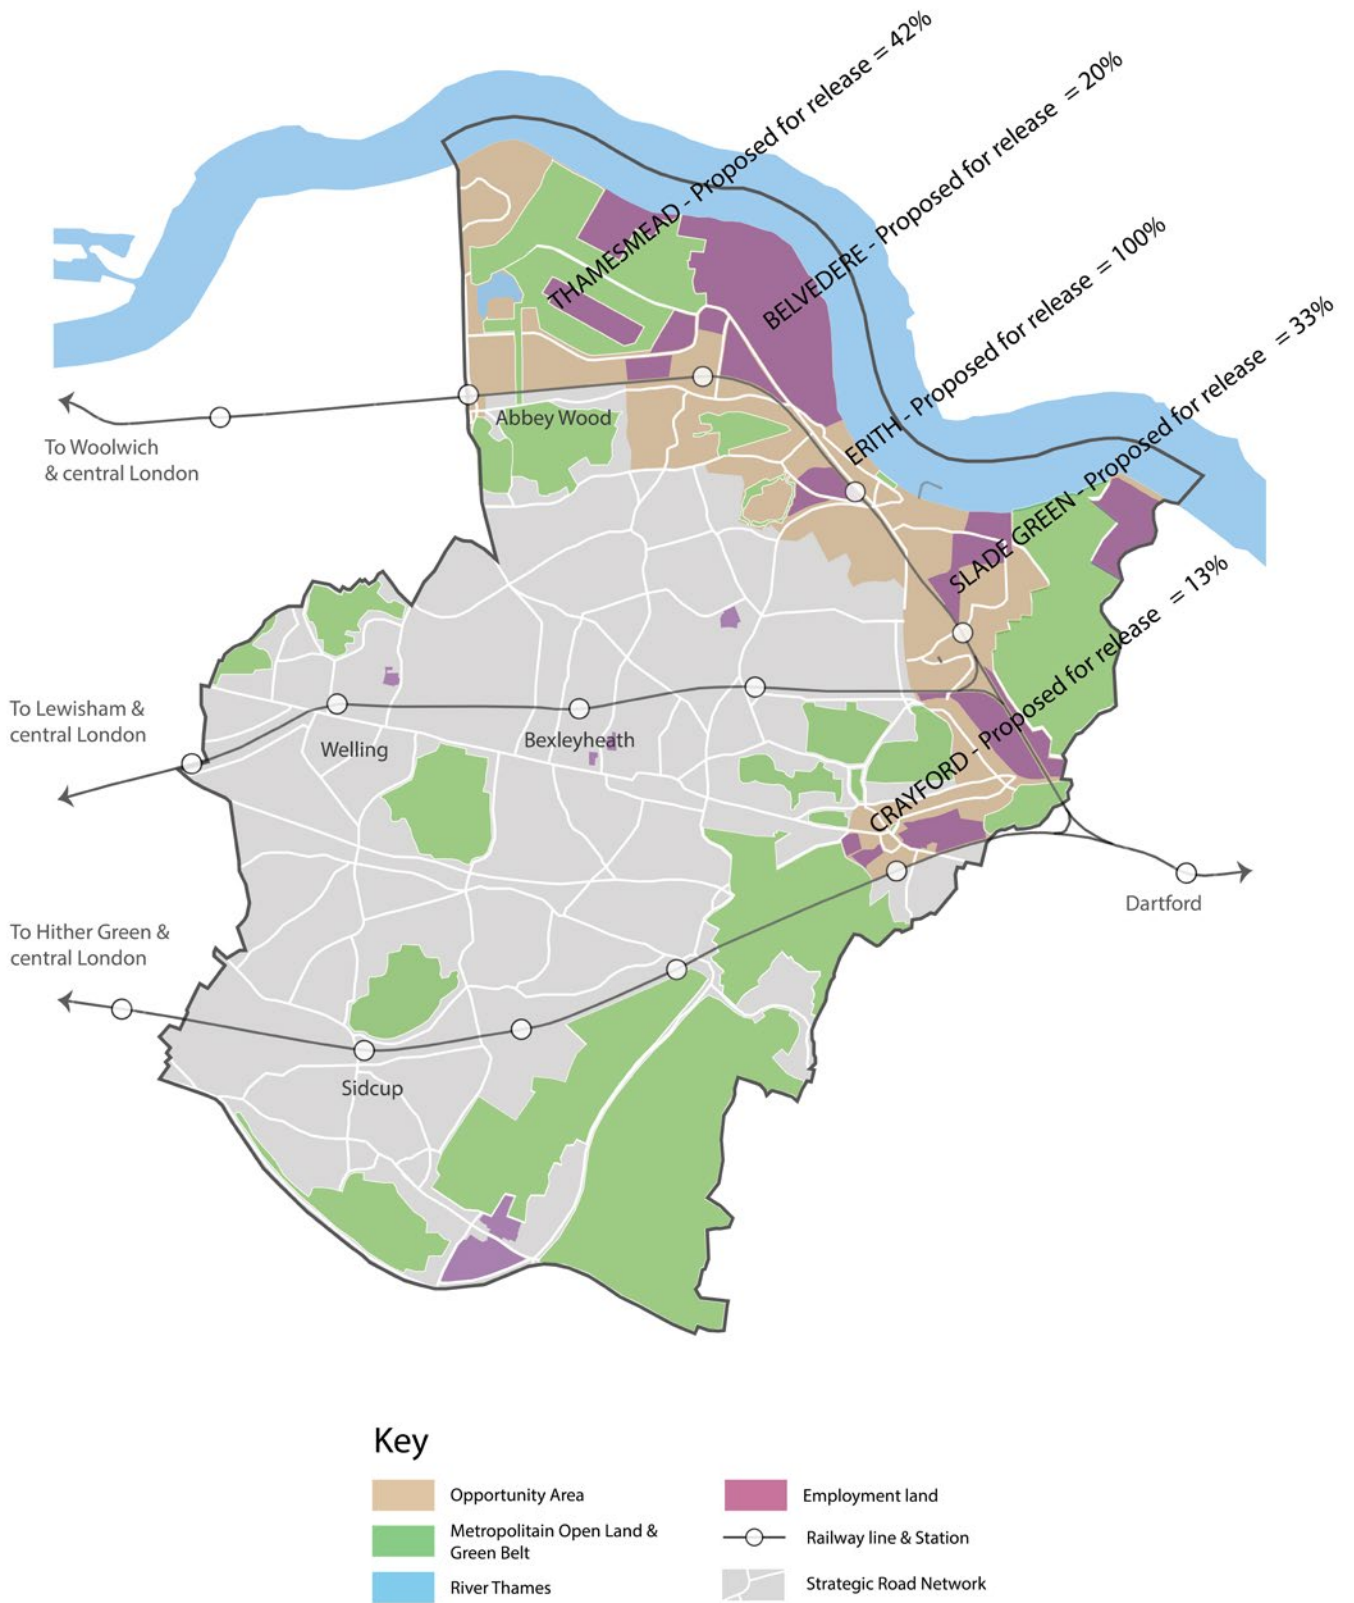 THAMESMEAD - Proposed for release = 42%
BELVEDERE - Proposed for release = 20%
ERITH - Proposed for release = 100%
SLADE GREEN - Proposed for release = 33%
CRAYFORD - Proposed for release = 13%
Abbey Wood
To Woolwich
& central London
To Lewisham &
central London
Welling
Bexleyheath
Dartford
To Hither Green &
central London
Sidcup
Key
Opportunity Area
Metropolitain Open Land &
Green Belt
River Thames
Employment land
Railway line & Station
Strategic Road Network